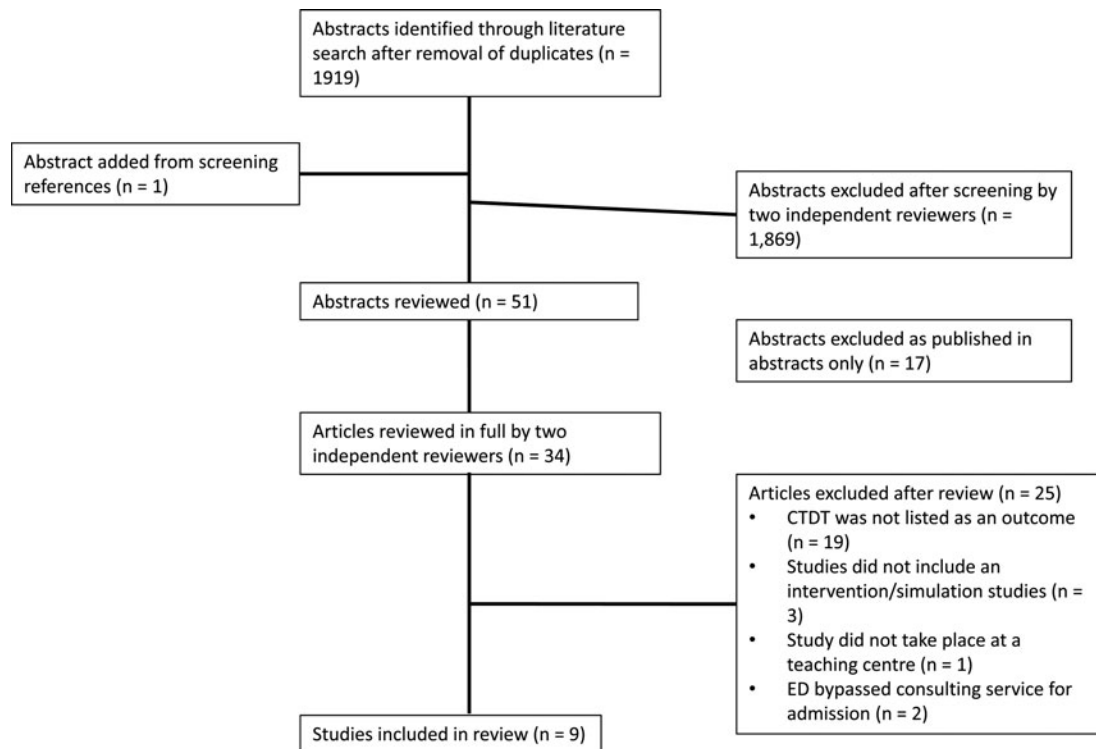 Abstracts identified through literature
search after removal of duplicates (n =
1919)
Abstract added from screening
references (n = 1)
Abstracts excluded after screening by
two independent reviewers (n =
1,869)
Abstracts reviewed (n = 51)
Abstracts excluded as published in
abstracts only (n = 17)
Articles reviewed in full by two
independent reviewers (n = 34)
Articles excluded after review (n = 25)
• CTDT was not listed as an outcome
(n = 19)
• Studies did not include an
intervention/simulation studies (n =
3)
• Study did not take place at a
teaching centre (n = 1)
• ED bypassed consulting service for
admission (n = 2)
Studies included in review (n = 9)